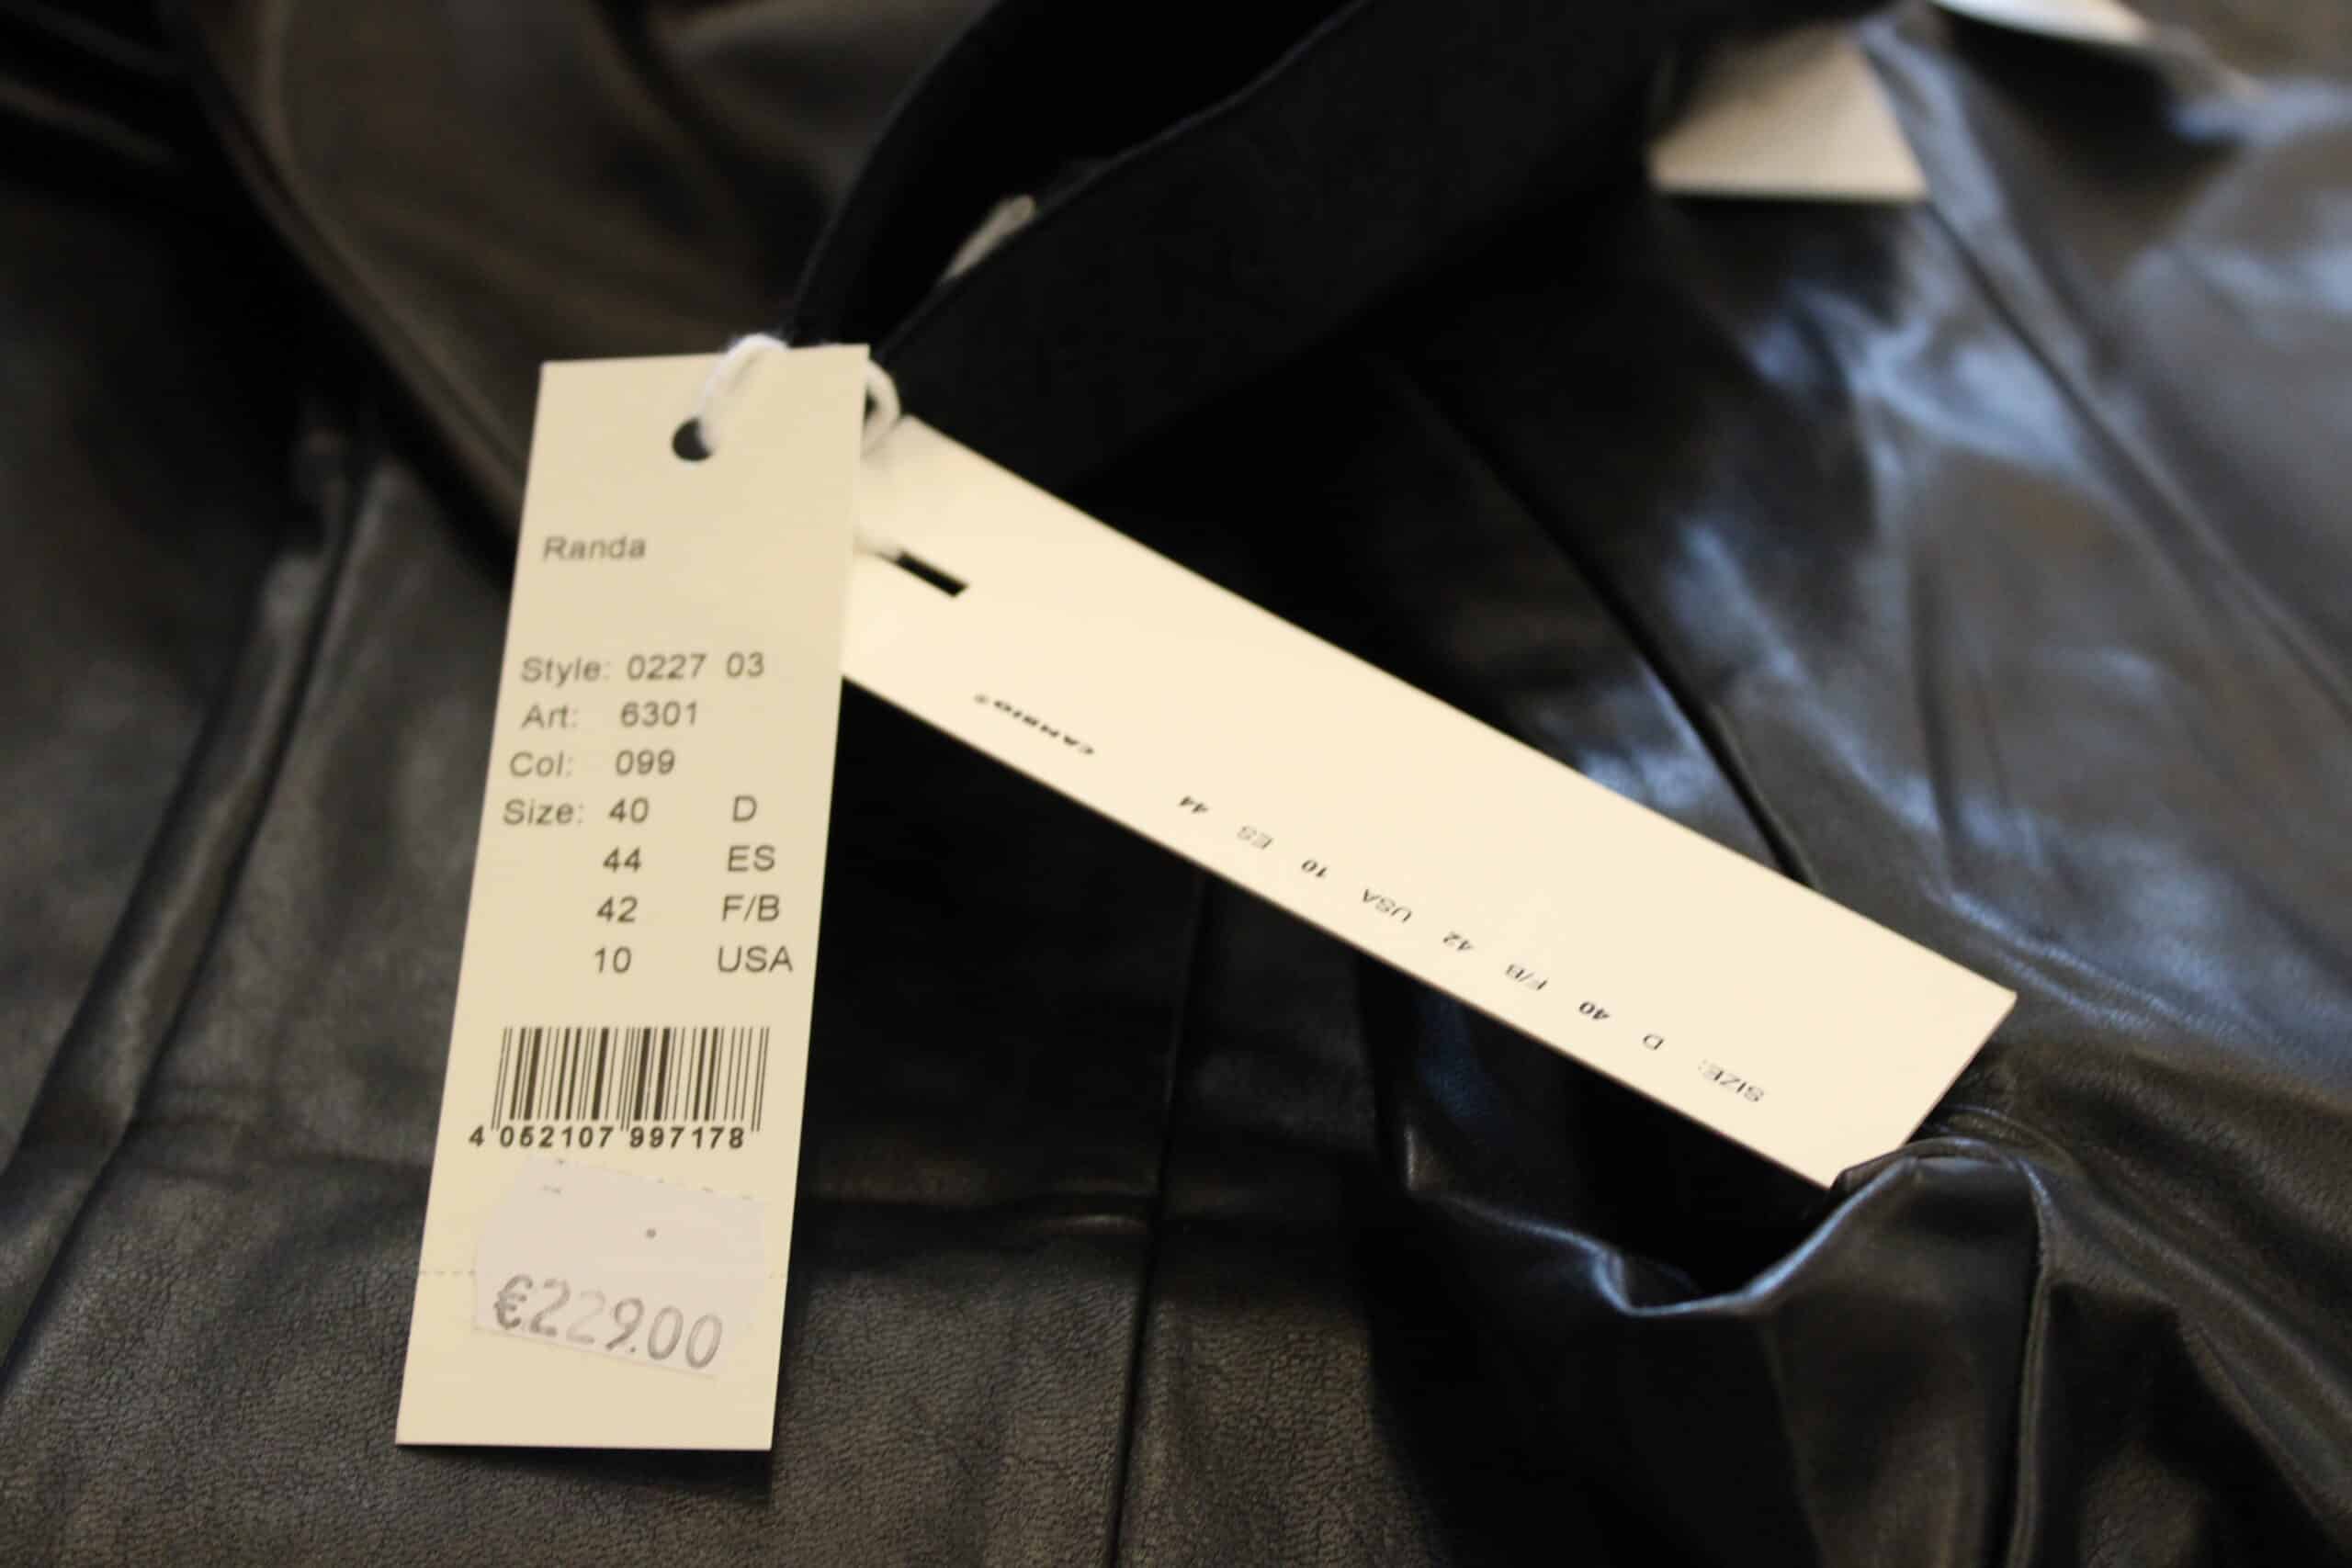 Randa
Style: 0227 03
Art: 6301
Col: 099
Size: 40 D
44 ES
42 F/B
10 USA
4 052107 997178
€229.00
SIZE: D 40 F/B 42 USA 10 ES 44 CAMBIO®